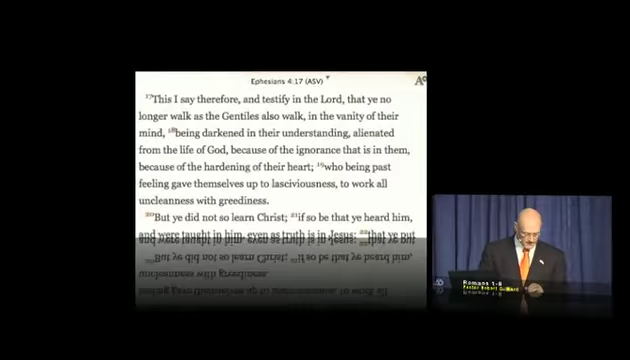 Ephesians 4:17 (ASV)
A
17This I say therefore, and testify in the Lord, that ye no
longer walk as the Gentiles also walk, in the vanity of their
mind, 18being darkened in their understanding, alienated
from the life of God, because of the ignorance that is in them,
because of the hardening of their heart; 19who being past
feeling gave themselves up to lasciviousness, to work all
uncleanness with greediness.
20But ye did not so learn Christ; 21if so be that ye heard him,
and were taught in him, even as truth is in Jesus: 22that ye put
Romans 1-8
Pastor Robert